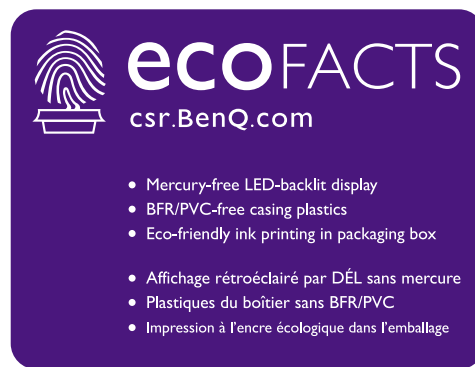 ecoFACTS
csr.BenQ.com
• Mercury-free LED-backlit display
• BFR/PVC-free casing plastics
• Eco-friendly ink printing in packaging box
• Affichage rétroéclairé par DÉL sans mercure
• Plastiques du boîtier sans BFR/PVC
• Impression à l'encre écologique dans l'emballage